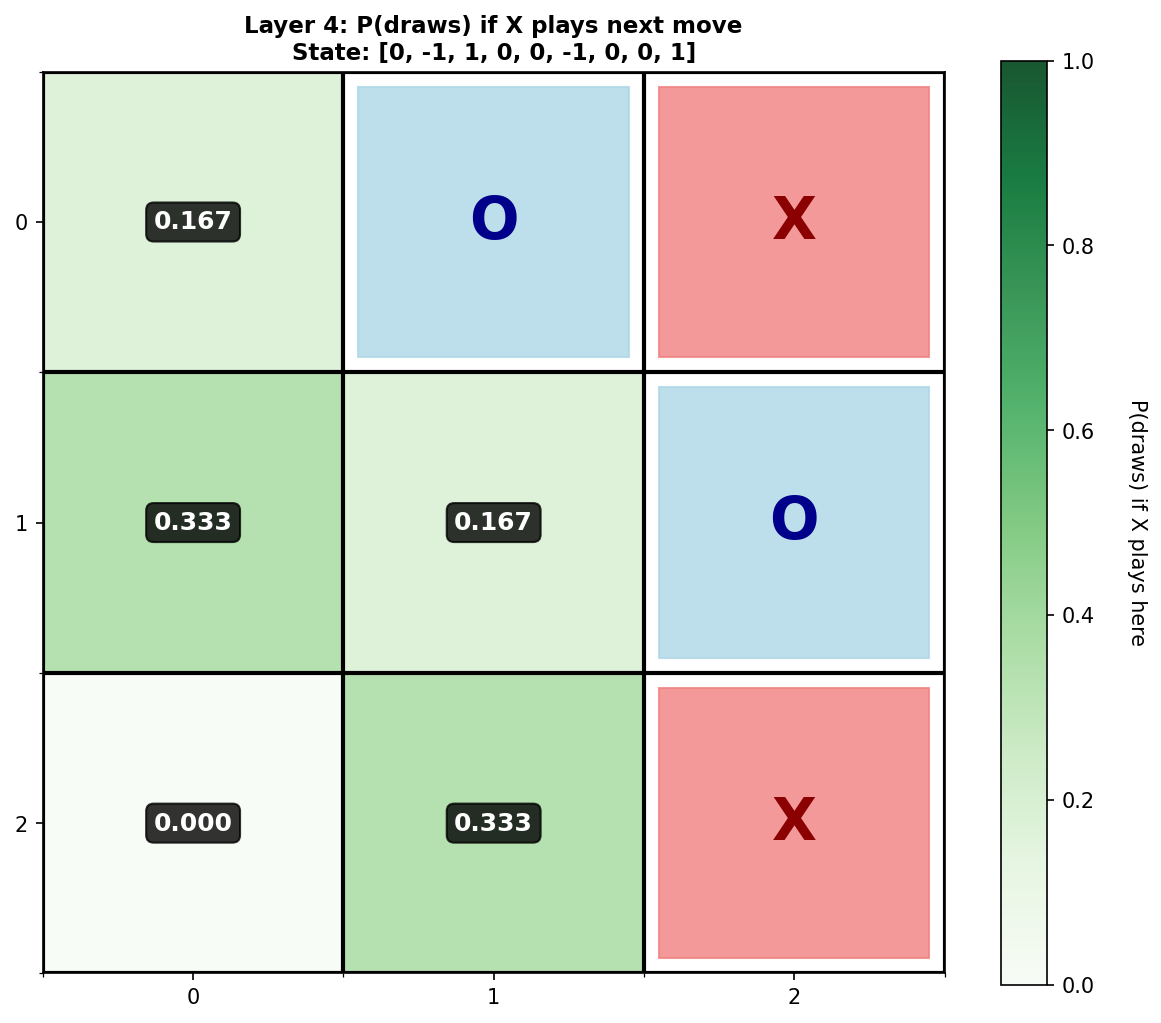 Layer 4: P(draws) if X plays next move
State: [0, -1, 1, 0, 0, -1, 0, 0, 1]
0.167
O
X
0.333
0.167
O
0.000
0.333
X
0
1
2
0
1
2
1.0
0.8
0.6
0.4
0.2
0.0
P(draws) if X plays here